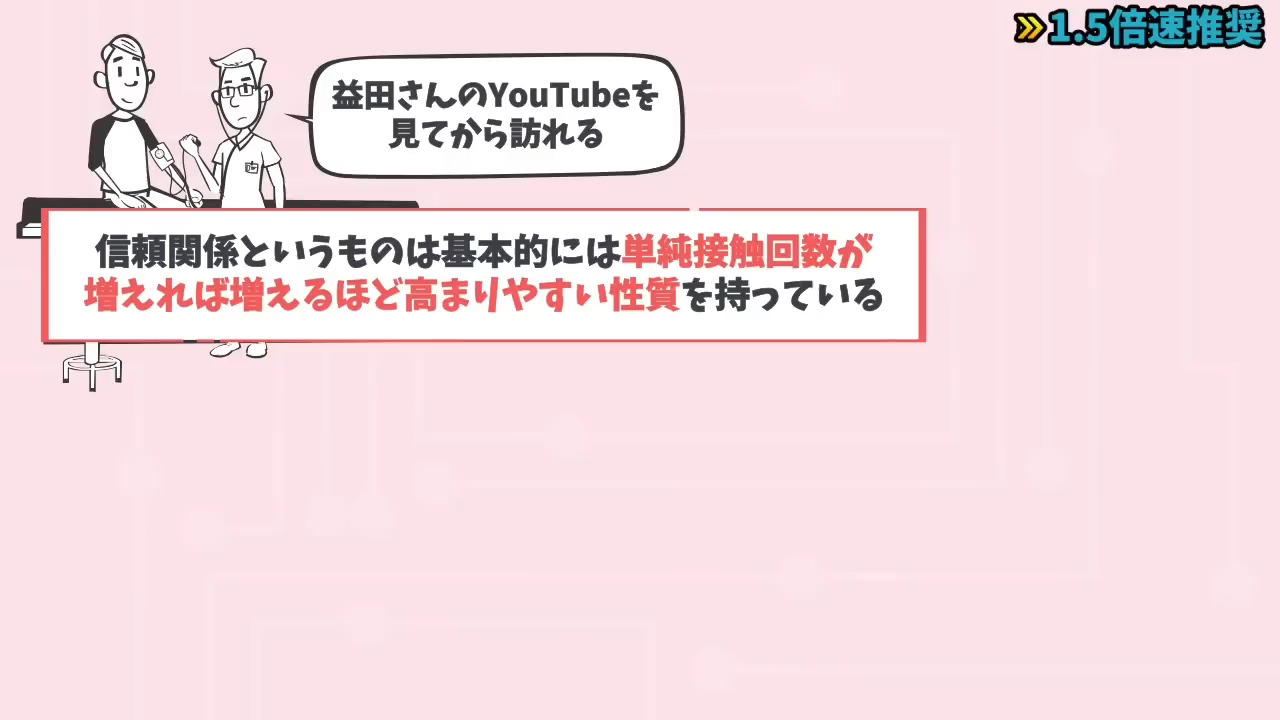 1.5倍速推奨
益田さんのYouTubeを
見てから訪れる
信頼関係というものは基本的には単純接触回数が
増えれば増えるほど高まりやすい性質を持っている